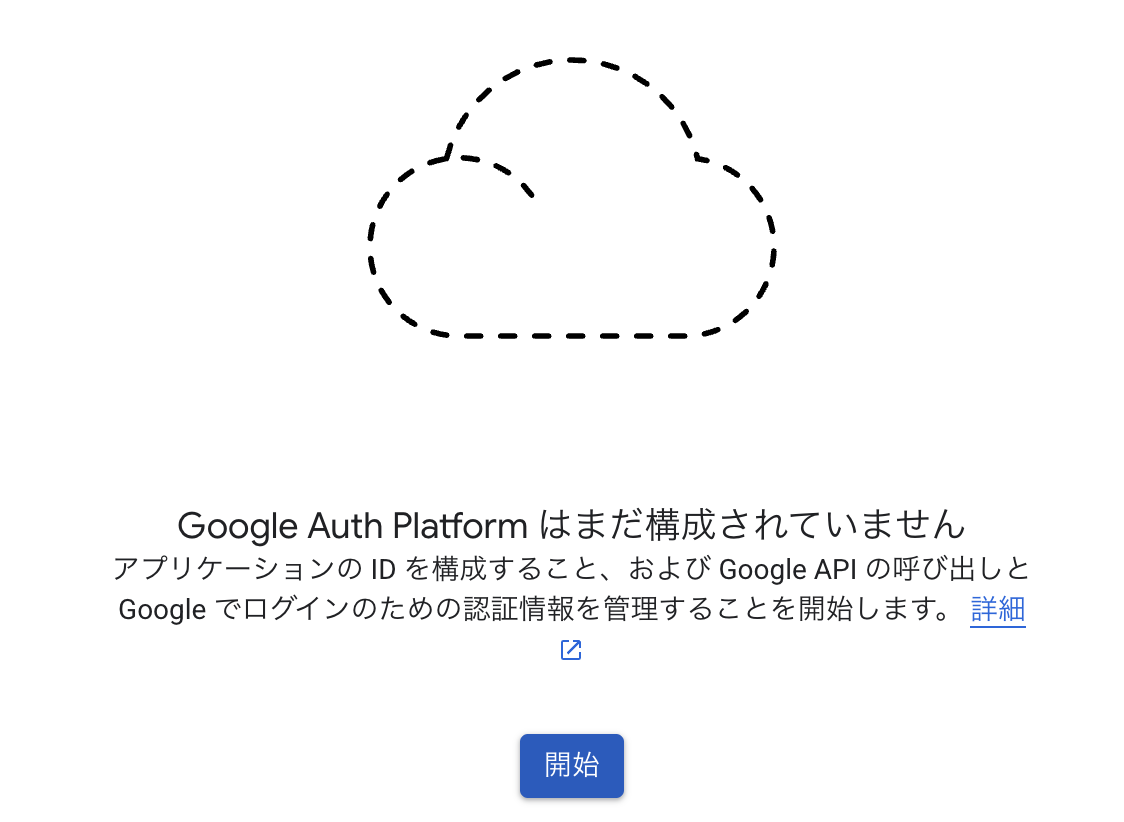 Google Auth Platform はまだ構成されていません
アプリケーションの ID を構成すること、および Google API の呼び出しと
Google でログインのための認証情報を管理することを開始します。 詳細
開始